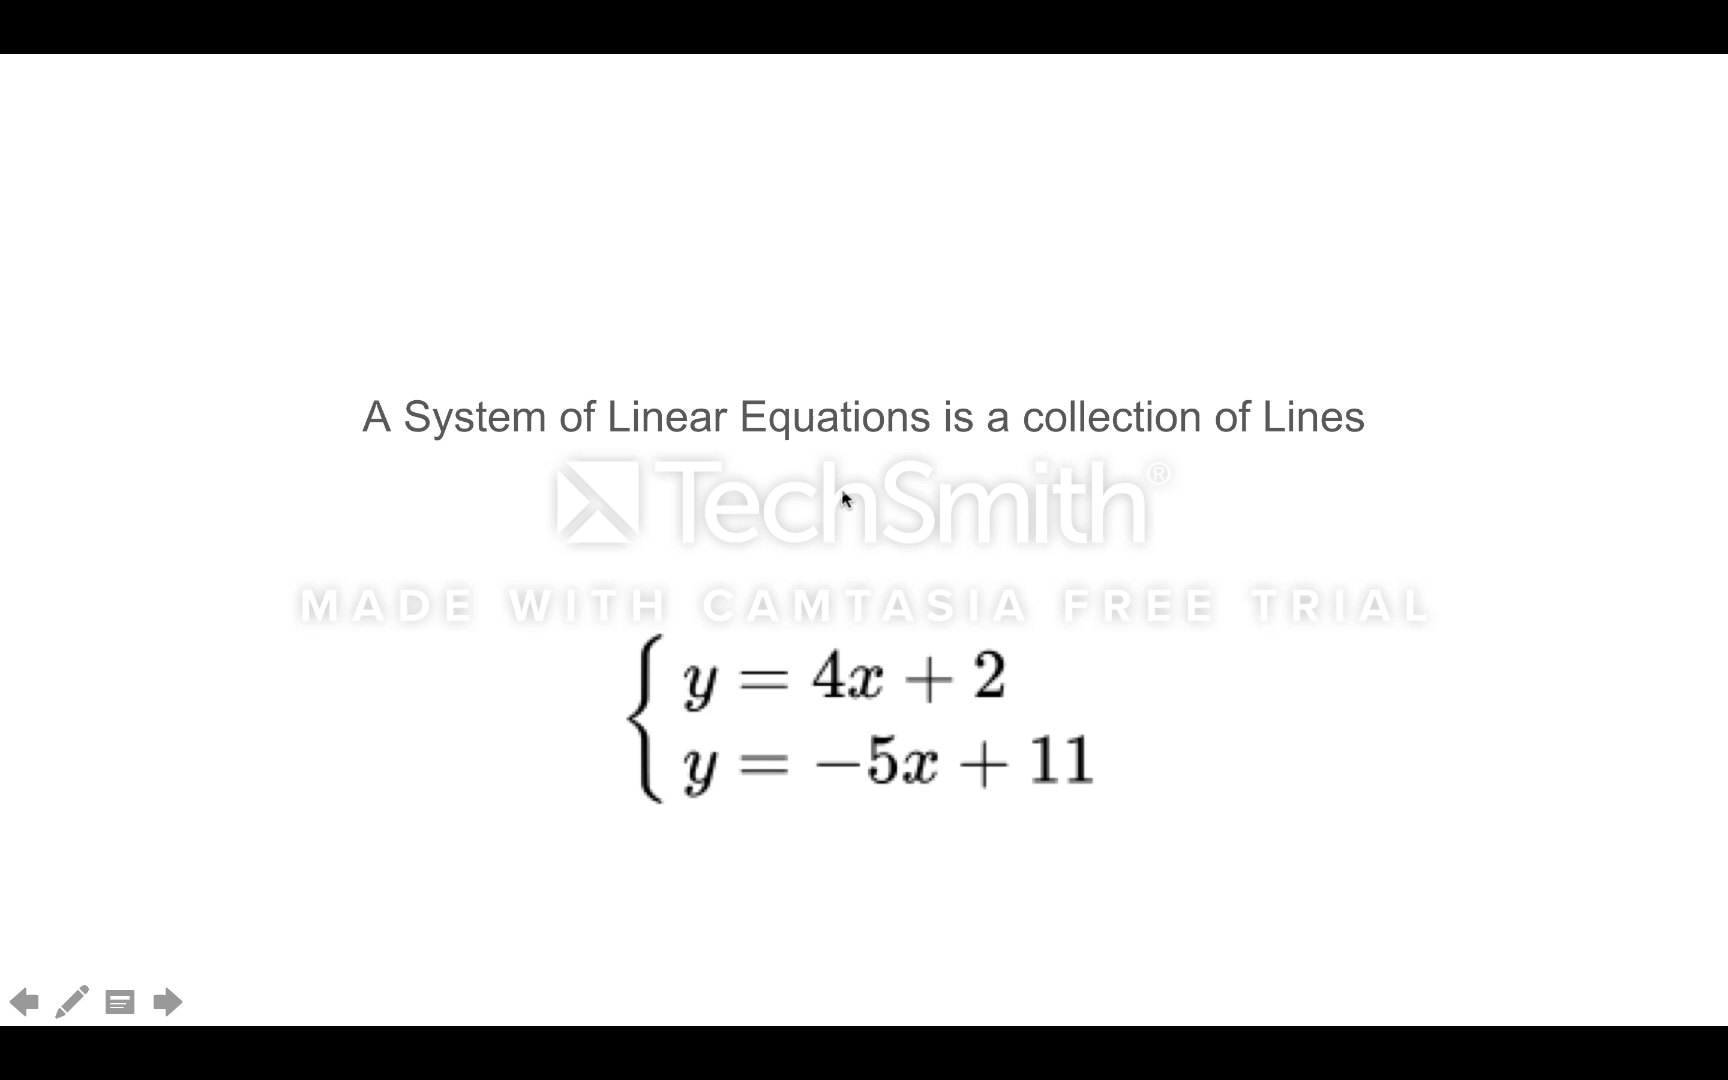 A System of Linear Equations is a collection of Lines
TechSmith®
MADE WITH CAMTASIA FREE TRIAL
y = 4x + 2
y = −5x + 11